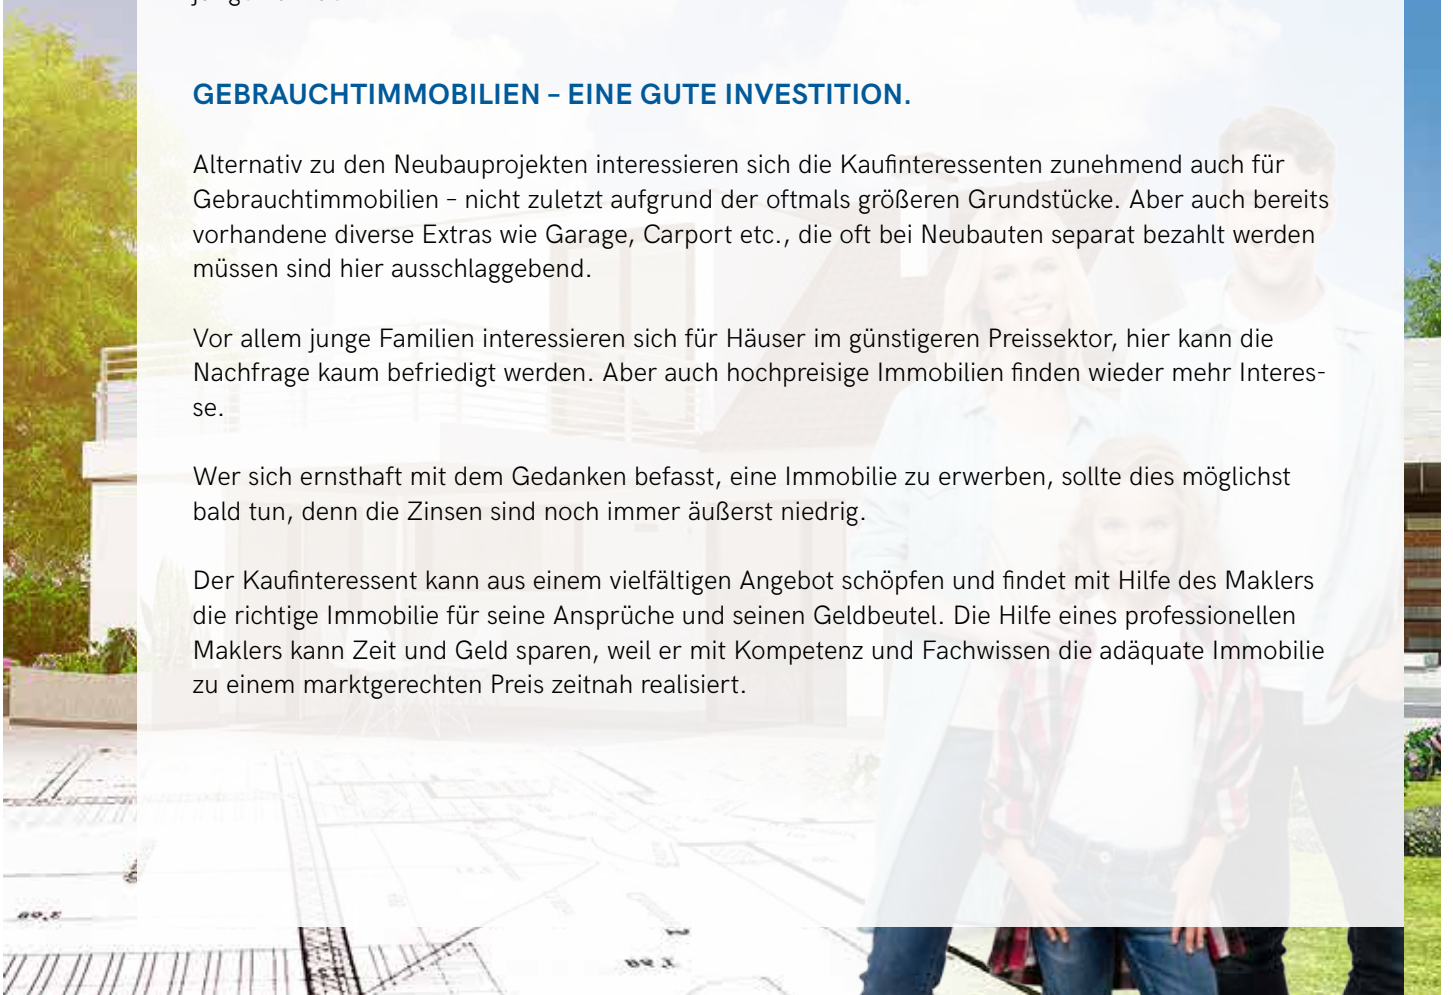 GEBRAUCHTIMMOBILIEN – EINE GUTE INVESTITION.
Alternativ zu den Neubauprojekten interessieren sich die Kaufinteressenten zunehmend auch für
Gebrauchtimmobilien – nicht zuletzt aufgrund der oftmals größeren Grundstücke. Aber auch bereits
vorhandene diverse Extras wie Garage, Carport etc., die oft bei Neubauten separat bezahlt werden
müssen sind hier ausschlaggebend.
Vor allem junge Familien interessieren sich für Häuser im günstigeren Preissektor, hier kann die
Nachfrage kaum befriedigt werden. Aber auch hochpreisige Immobilien finden wieder mehr Interes-
se.
Wer sich ernsthaft mit dem Gedanken befasst, eine Immobilie zu erwerben, sollte dies möglichst
bald tun, denn die Zinsen sind noch immer äußerst niedrig.
Der Kaufinteressent kann aus einem vielfältigen Angebot schöpfen und findet mit Hilfe des Maklers
die richtige Immobilie für seine Ansprüche und seinen Geldbeutel. Die Hilfe eines professionellen
Maklers kann Zeit und Geld sparen, weil er mit Kompetenz und Fachwissen die adäquate Immobilie
zu einem marktgerechten Preis zeitnah realisiert.